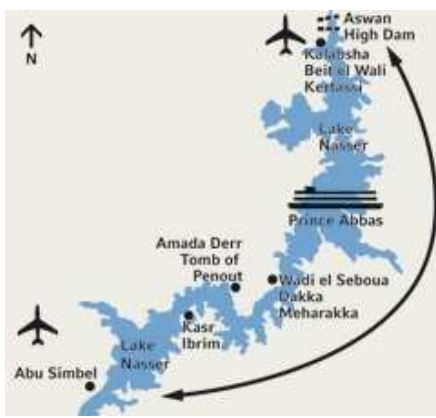 Aswan
High Dam
N
Kalabsha
Beit el Wali
Kertassi
Lake
Nasser
Prince Abbas
Amada Derr
Tomb of
Penout
Wadi el Seboua
Dakka
Meharakka
Kasr
Ibrim
Lake
Nasser
Abu Simbel